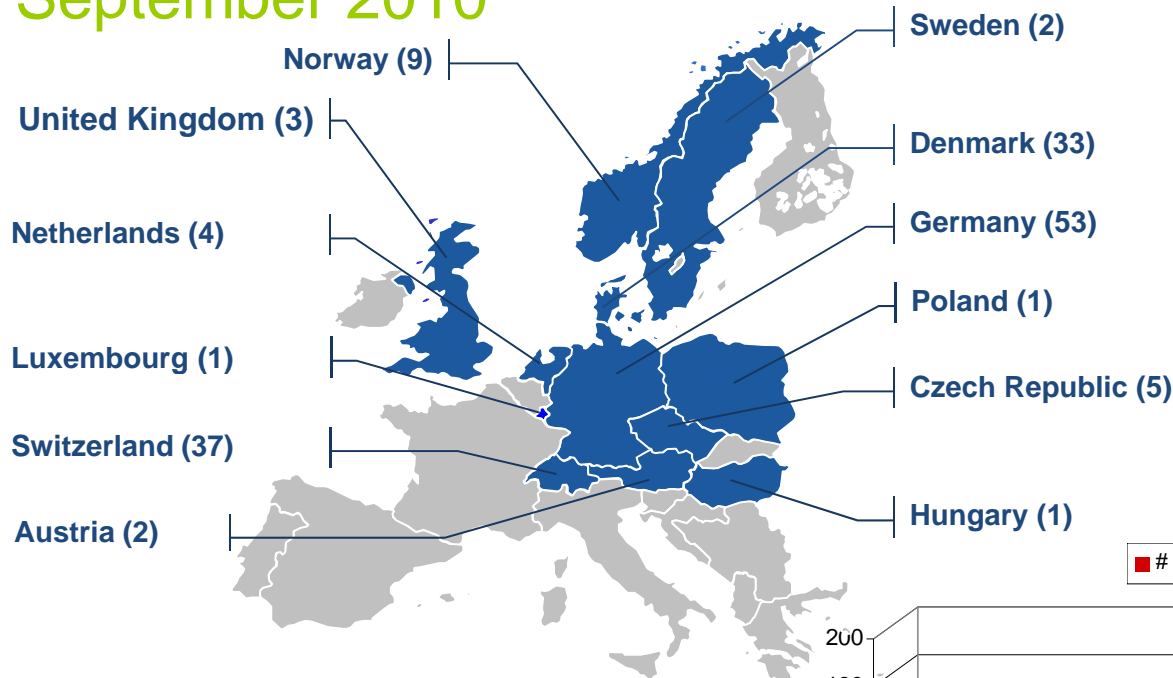 September 2010
Norway (9)
United Kingdom (3)
Netherlands (4)
Luxembourg (1)
Switzerland (37)
Austria (2)
Sweden (2)
Denmark (33)
Germany (53)
Poland (1)
Czech Republic (5)
Hungary (1)
#
200